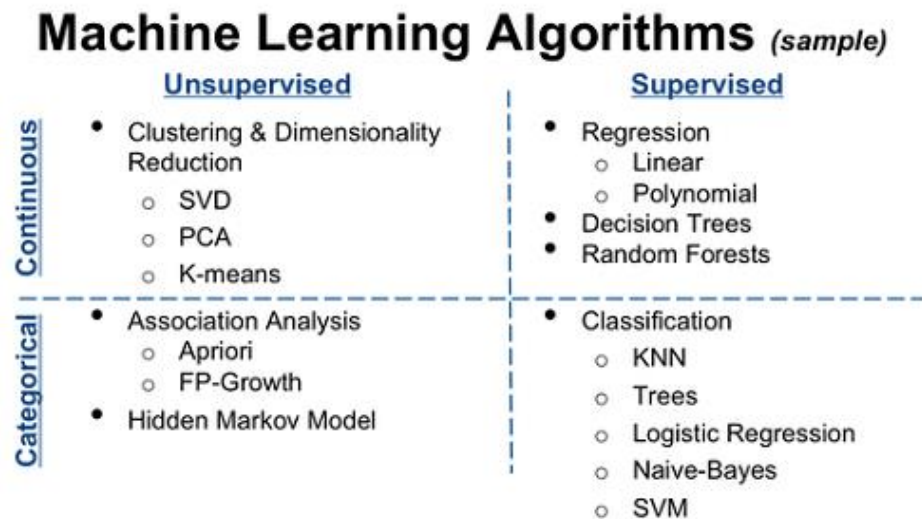 Machine Learning Algorithms (sample)
Unsupervised
Supervised
Continuous
• Clustering & Dimensionality
Reduction
o SVD
o PCA
o K-means
• Regression
o Linear
o Polynomial
• Decision Trees
• Random Forests
Categorical
• Association Analysis
o Apriori
o FP-Growth
• Hidden Markov Model
• Classification
o KNN
o Trees
o Logistic Regression
o Naive-Bayes
o SVM